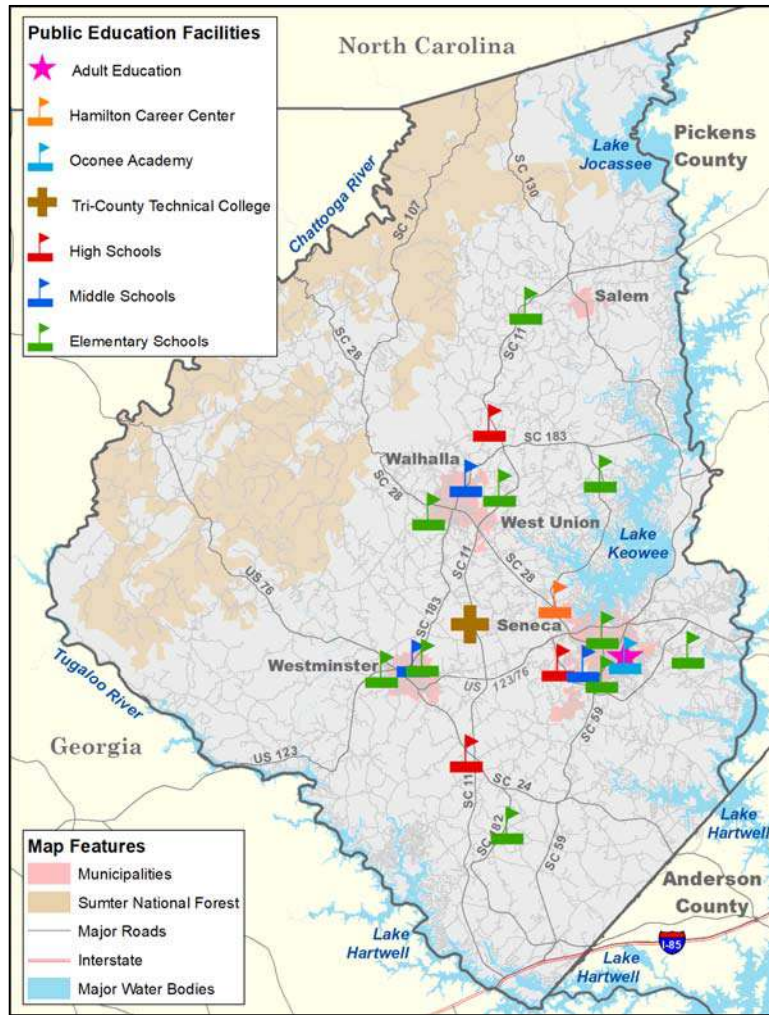 Public Education Facilities
Adult Education
Hamilton Career Center
Oconee Academy
Tri-County Technical College
High Schools
Middle Schools
Elementary Schools
North Carolina
Pickens
County
Lake
Jocassee
Chattooga River
SC 107
SC 130
Salem
SC 28
SC 11
SC 183
Walhalla
SC 28
West Union
Lake
Keowee
SC 11
SC 28
US 76
SC 183
Seneca
Westminster
US 123/76
Tugaloo River
SC 59
Georgia
US 123
SC 11
SC 24
SC 182
SC 59
Lake
Hartwell
Anderson
County
Lake
Hartwell
I-85
Lake
Hartwell
Map Features
Municipalities
Sumter National Forest
Major Roads
Interstate
Major Water Bodies